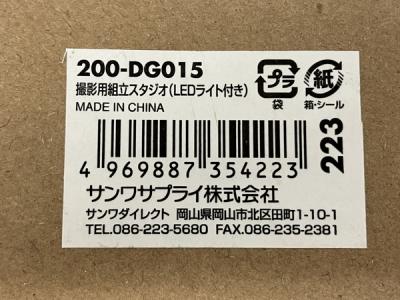 200-DG015
撮影用組立スタジオ(LEDライト付き)
MADE IN CHINA
プラ
袋
紙
箱・シール
4 969887 354223
223
サンワサプライ株式会社
サンワダイレクト 岡山県岡山市北区田町1-10-1
TEL.086-223-5680 FAX.086-235-2381